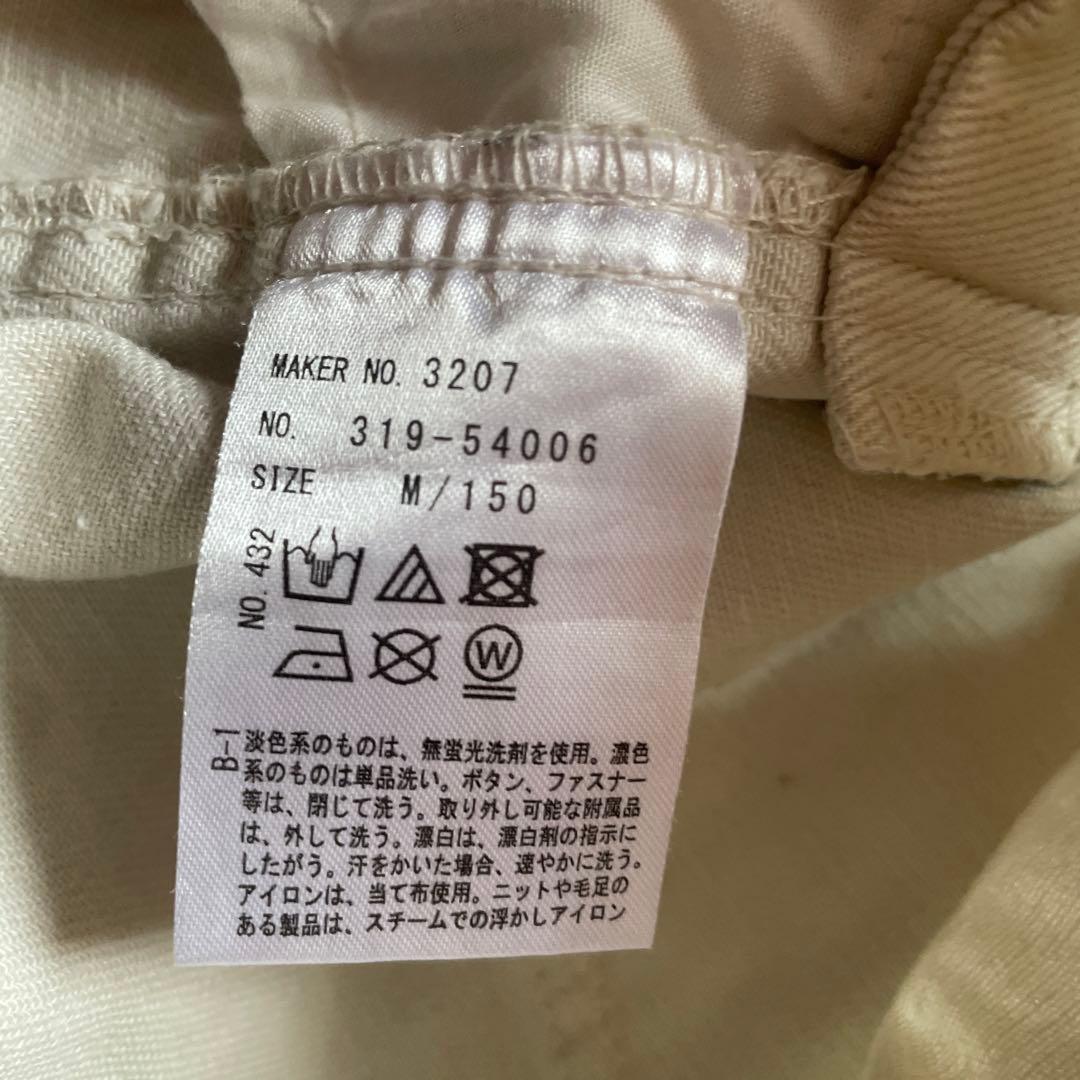 MAKER NO. 3207
NO. 319-54006
SIZE M/150
NO. 432
W
B-1
淡色系のものは、無蛍光洗剤を使用。濃色
系のものは単品洗い。ボタン、ファスナー
等は、閉じて洗う。取り外し可能な附属品
は、外して洗う。漂白は、漂白剤の指示に
したがう。汗をかいた場合、速やかに洗う。
アイロンは、当て布使用。ニットや毛足の
ある製品は、スチームでの浮かしアイロン